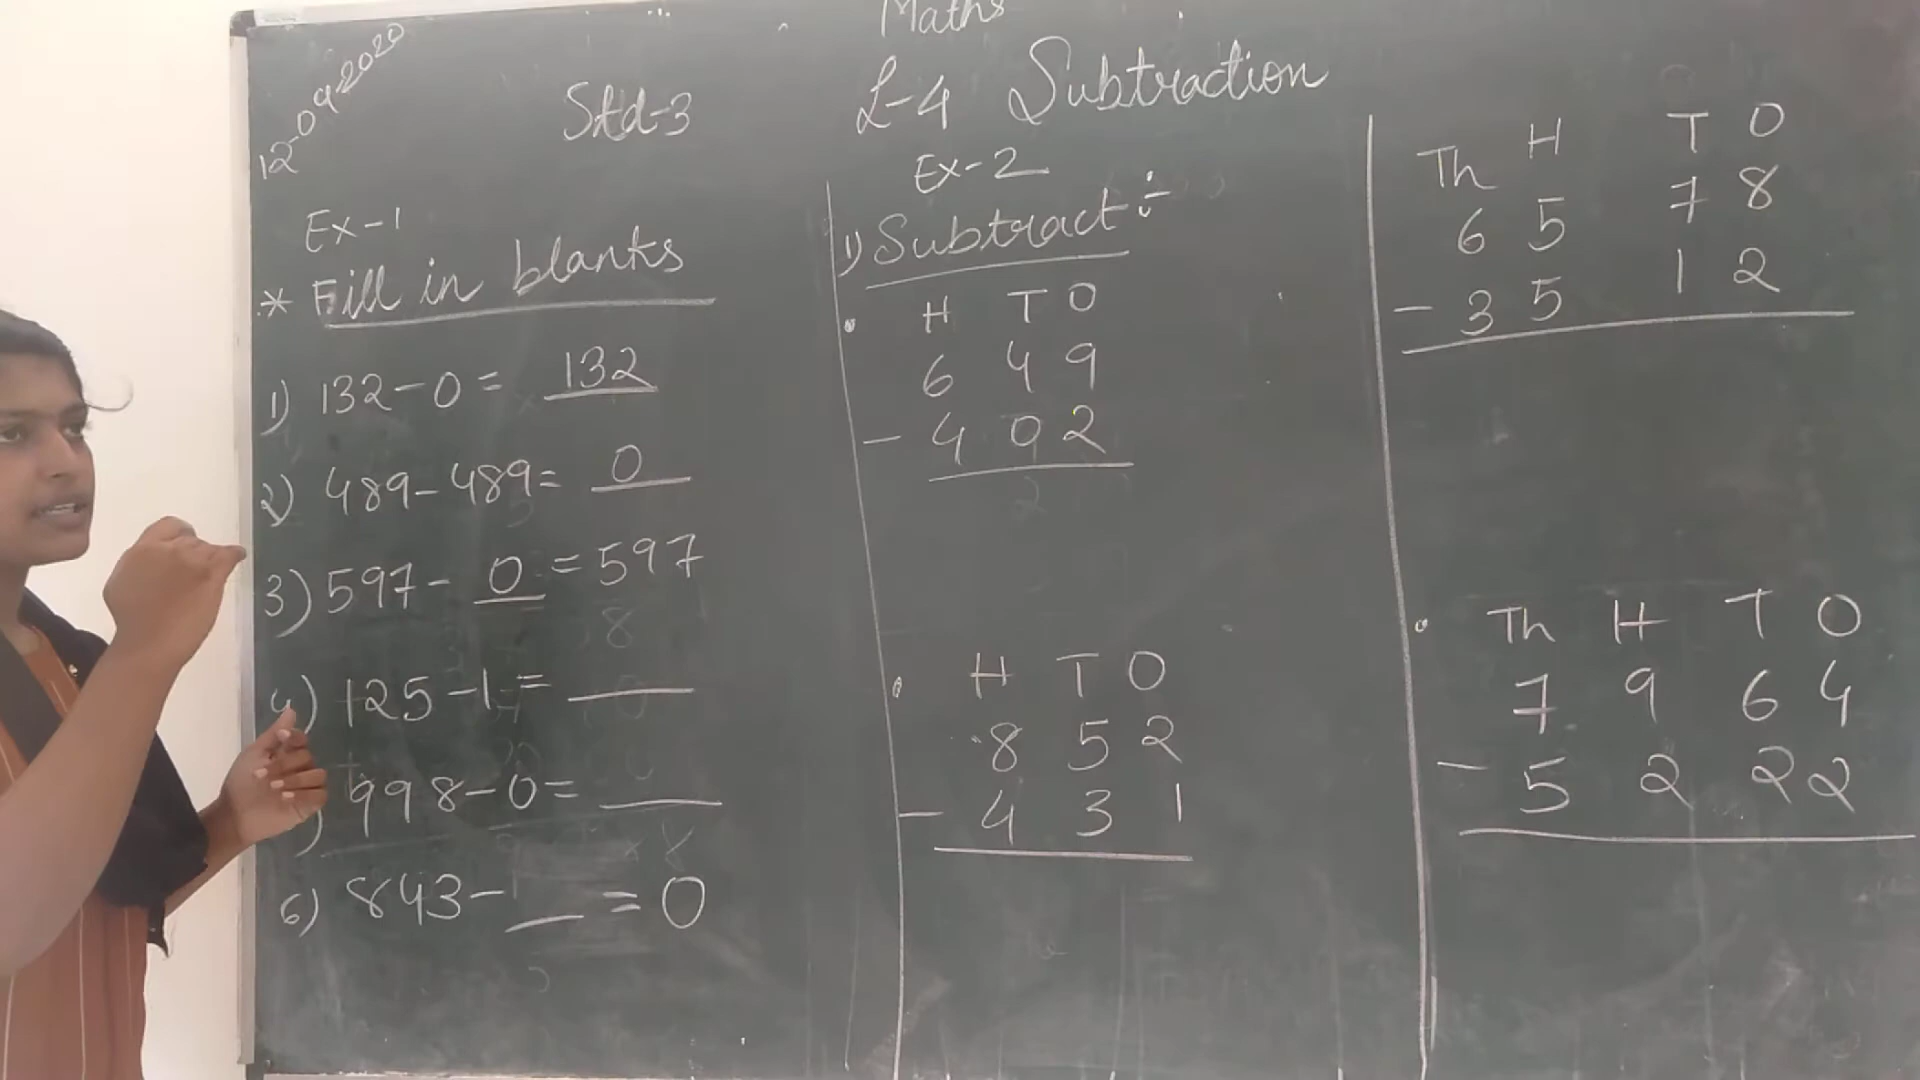 Maths
12-09-2020
Std-3
L-4 Subtraction
Ex-1
* Fill in blanks
1) 132-0= 132
2) 489-489= 0
3) 597- 0 =597
4) 125-1= ___
) 998-0= ___
6) 843- ___ =0
Ex-2
1) Subtract :-
H T O
6 4 9
- 4 0 2
H T O
8 5 2
- 4 3 1
Th H T O
6 5 7 8
- 3 5 1 2
Th H T O
7 9 6 4
- 5 2 2 2